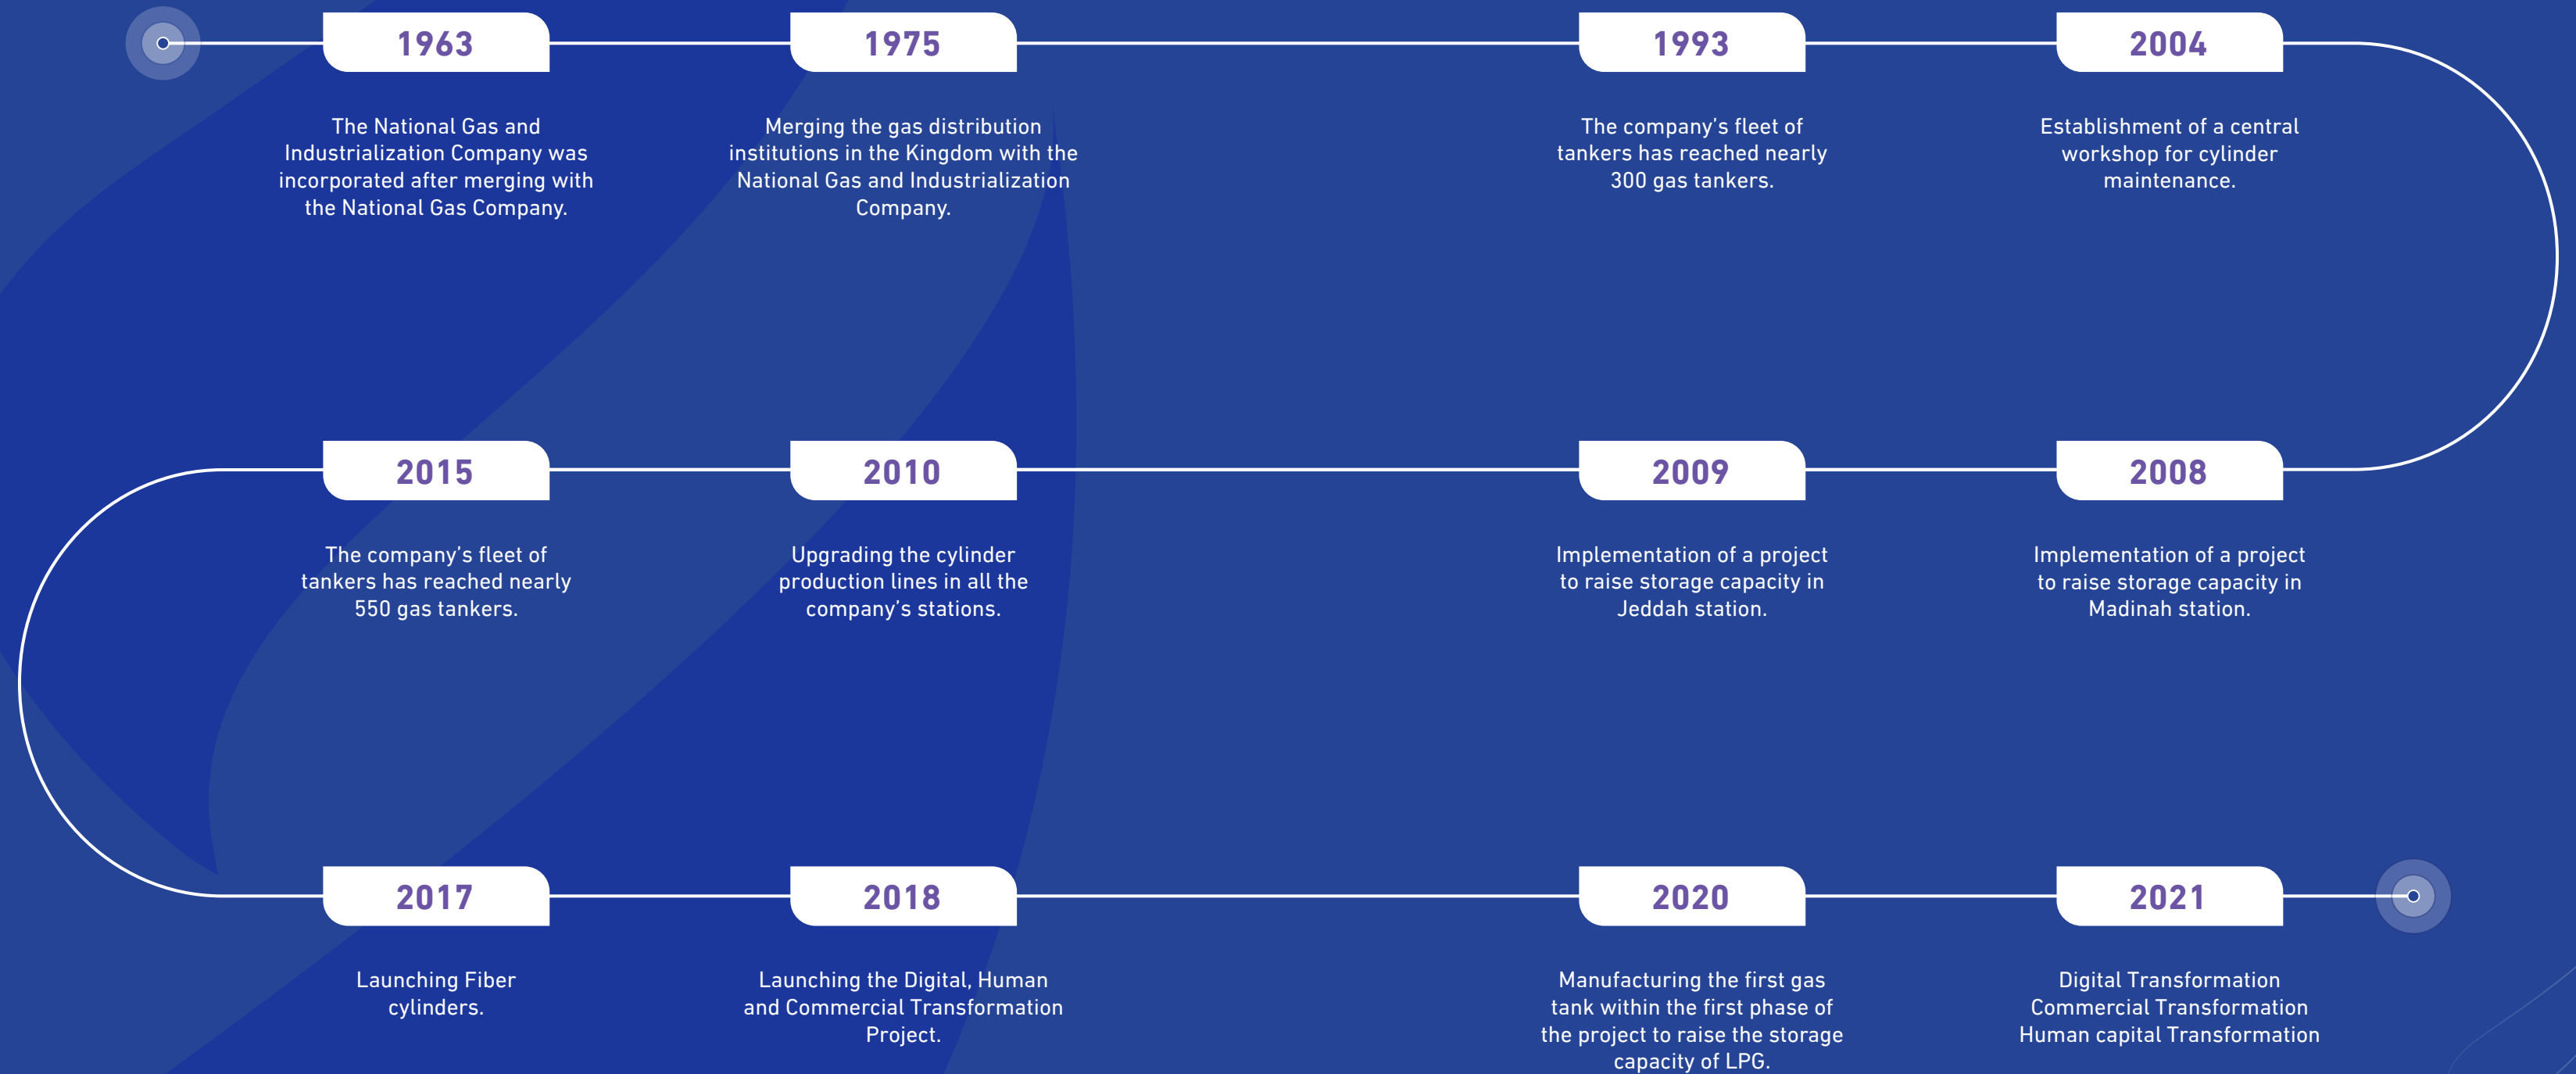 1963
The National Gas and
Industrialization Company was
incorporated after merging with
the National Gas Company.
1975
Merging the gas distribution
institutions in the Kingdom with the
National Gas and Industrialization
Company.
1993
The company's fleet of
tankers has reached nearly
300 gas tankers.
2004
Establishment of a central
workshop for cylinder
maintenance.
2008
Implementation of a project
to raise storage capacity in
Madinah station.
2009
Implementation of a project
to raise storage capacity in
Jeddah station.
2010
Upgrading the cylinder
production lines in all the
company's stations.
2015
The company's fleet of
tankers has reached nearly
550 gas tankers.
2017
Launching Fiber
cylinders.
2018
Launching the Digital, Human
and Commercial Transformation
Project.
2020
Manufacturing the first gas
tank within the first phase of
the project to raise the storage
capacity of LPG.
2021
Digital Transformation
Commercial Transformation
Human capital Transformation